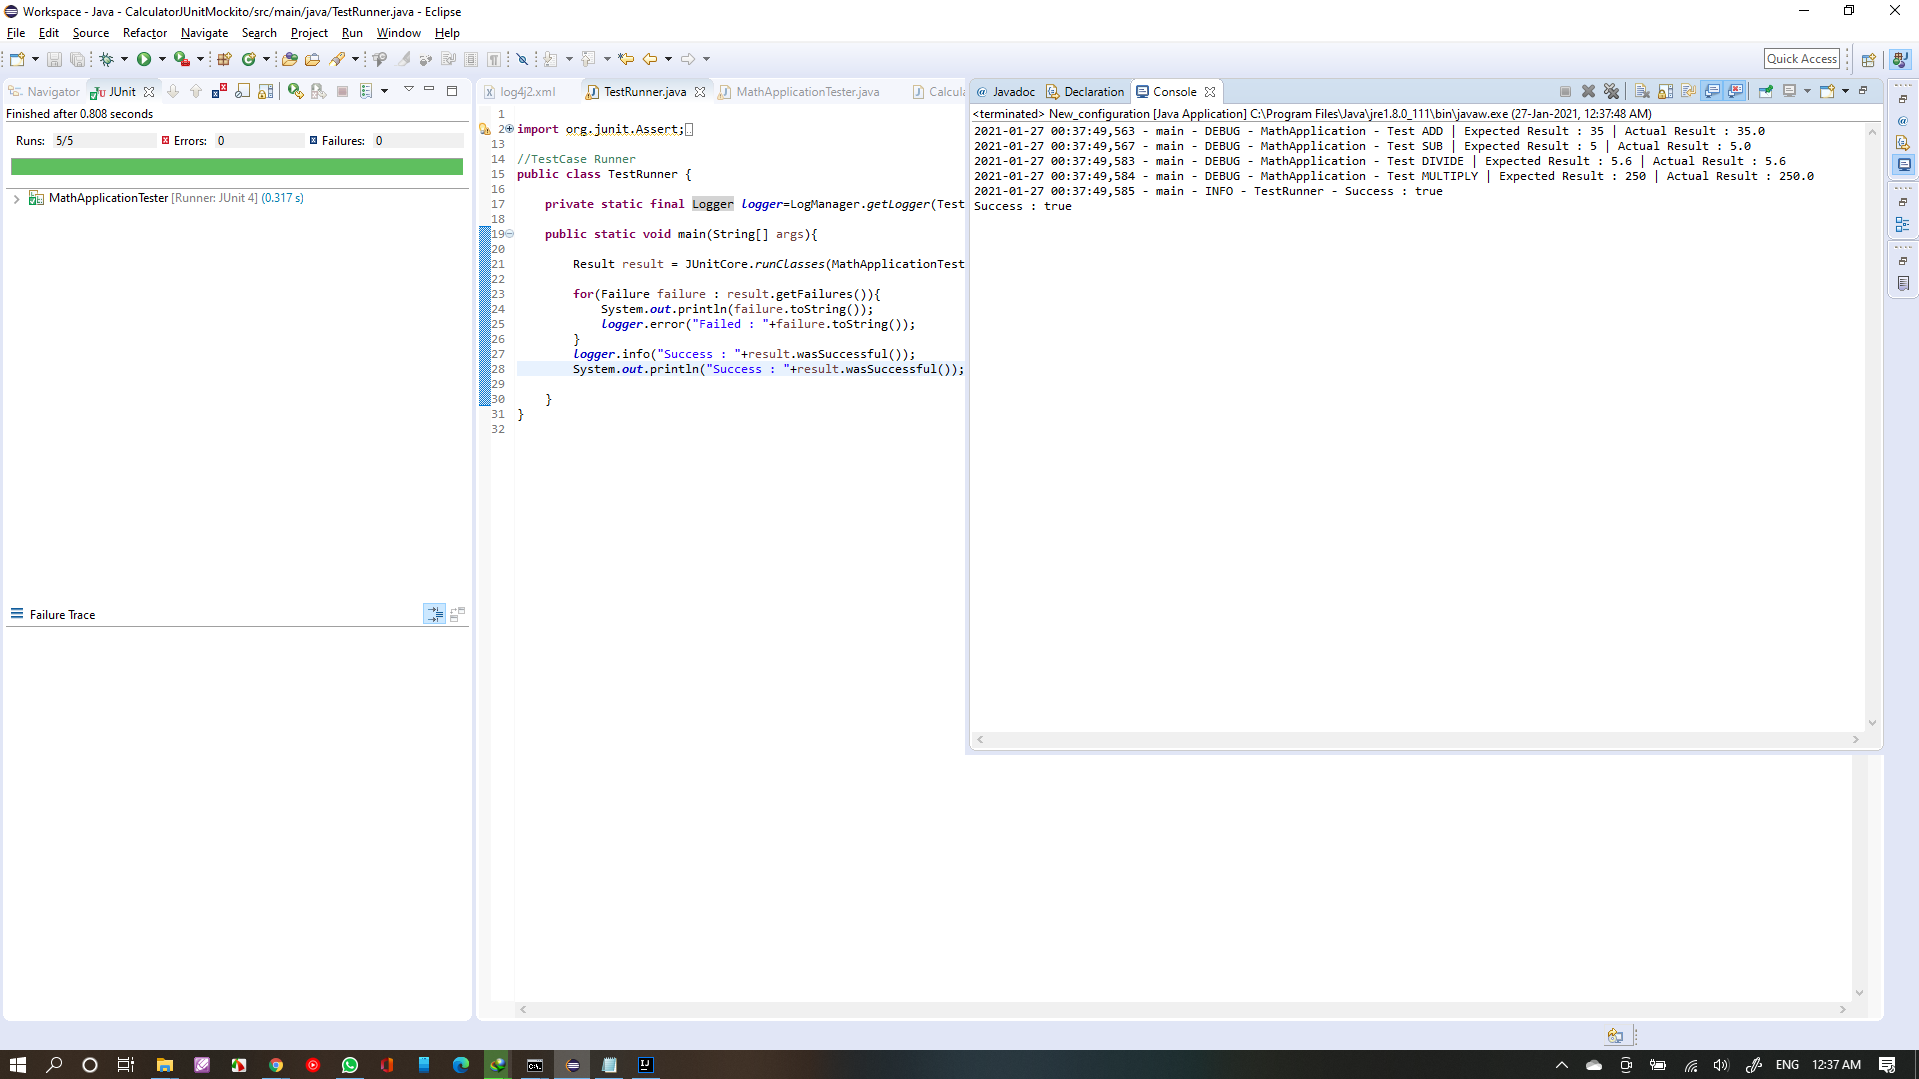 Workspace - Java - CalculatorJUnitMockito/src/main/java/TestRunner.java - Eclipse
File Edit Source Refactor Navigate Search Project Run Window Help
Quick Access
Navigator JUnit
Finished after 0.808 seconds
Runs: 5/5 Errors: 0 Failures: 0
MathApplicationTester [Runner: JUnit 4] (0.317 s)
Failure Trace
log4j2.xml TestRunner.java MathApplicationTester.java Calcula
1
2 import org.junit.Assert;
13
14 //TestCase Runner
15 public class TestRunner {
16
17 private static final Logger logger=LogManager.getLogger(Test
18
19 public static void main(String[] args){
20
21 Result result = JUnitCore.runClasses(MathApplicationTest
22
23 for(Failure failure : result.getFailures()){
24 System.out.println(failure.toString());
25 logger.error("Failed : "+failure.toString());
26 }
27 logger.info("Success : "+result.wasSuccessful());
28 System.out.println("Success : "+result.wasSuccessful());
29
30 }
31 }
32
Javadoc Declaration Console
<terminated> New_configuration [Java Application] C:\Program Files\Java\jre1.8.0_111\bin\javaw.exe (27-Jan-2021, 12:37:48 AM)
2021-01-27 00:37:49,563 - main - DEBUG - MathApplication - Test ADD | Expected Result : 35 | Actual Result : 35.0
2021-01-27 00:37:49,567 - main - DEBUG - MathApplication - Test SUB | Expected Result : 5 | Actual Result : 5.0
2021-01-27 00:37:49,583 - main - DEBUG - MathApplication - Test DIVIDE | Expected Result : 5.6 | Actual Result : 5.6
2021-01-27 00:37:49,584 - main - DEBUG - MathApplication - Test MULTIPLY | Expected Result : 250 | Actual Result : 250.0
2021-01-27 00:37:49,585 - main - INFO - TestRunner - Success : true
Success : true
ENG 12:37 AM